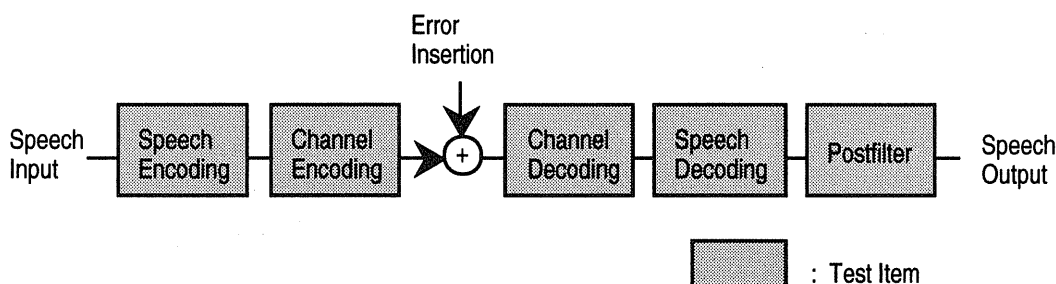 Error
Insertion
Speech
Input
Speech
Encoding
Channel
Encoding
+
Channel
Decoding
Speech
Decoding
Postfilter
Speech
Output
: Test Item